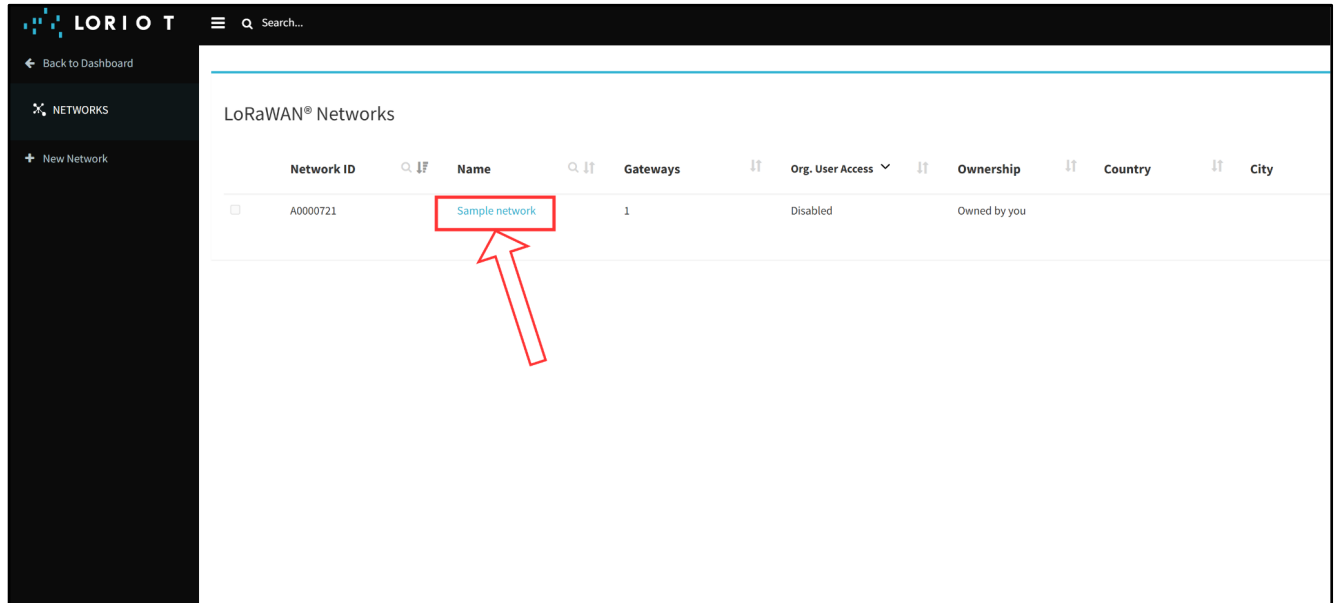 LORIOT
Search...
Back to Dashboard
NETWORKS
New Network
LoRaWAN® Networks
Network ID Name Gateways Org. User Access Ownership Country City
A0000721 Sample network 1 Disabled Owned by you